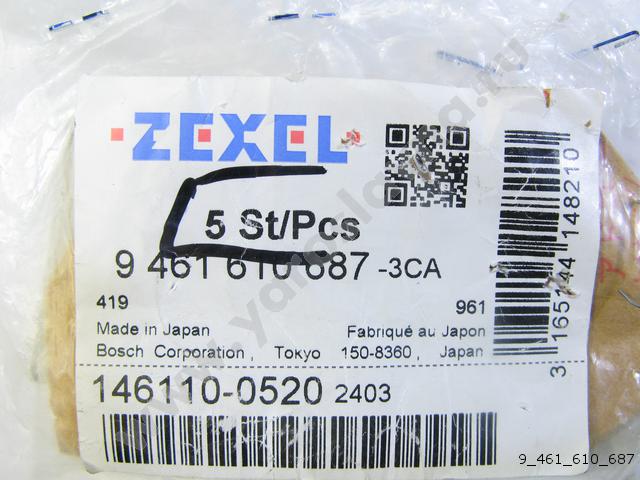 ZEXEL
5 St/Pcs
9 461 610 687 -3CA
419 961
Made in Japan Fabriqué au Japon
Bosch Corporation, Tokyo 150-8360, Japan
146110-0520 2403
3 165144 148210
9_461_610_687